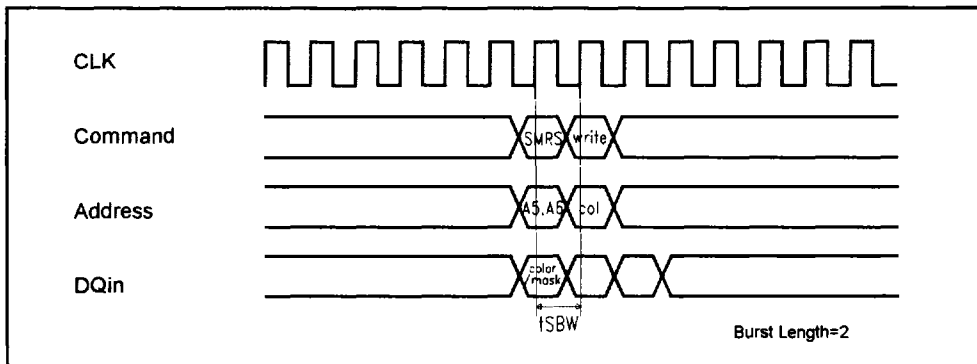 CLK
Command
SMRS write
Address
A5,A6 col
DQin
color
/mask
tSBW
Burst Length=2